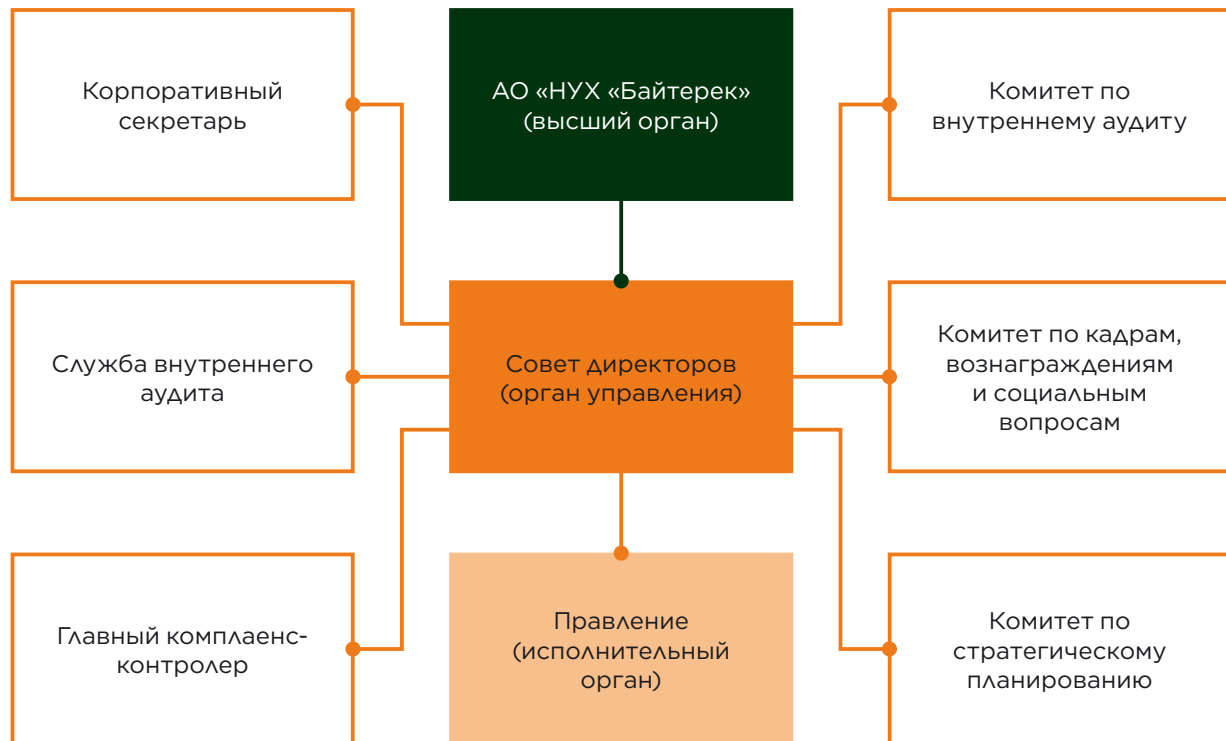 Корпоративный
секретарь
АО «НУХ «Байтерек»
(высший орган)
Комитет по
внутреннему аудиту
Служба внутреннего
аудита
Совет директоров
(орган управления)
Комитет по кадрам,
вознаграждениям
и социальным
вопросам
Главный комплаенс-
контролер
Правление
(исполнительный
орган)
Комитет по
стратегическому
планированию